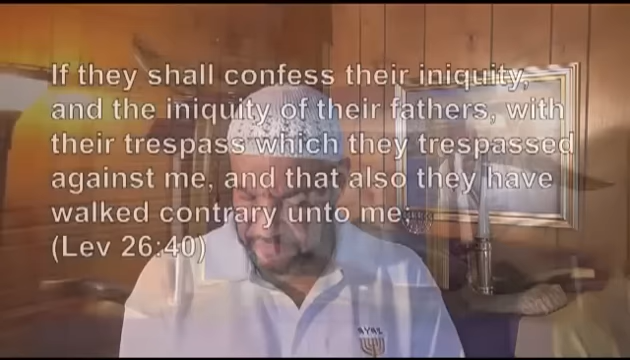 If they shall confess their iniquity,
and the iniquity of their fathers, with
their trespass which they trespassed
against me, and that also they have
walked contrary unto me;
(Lev 26:40)